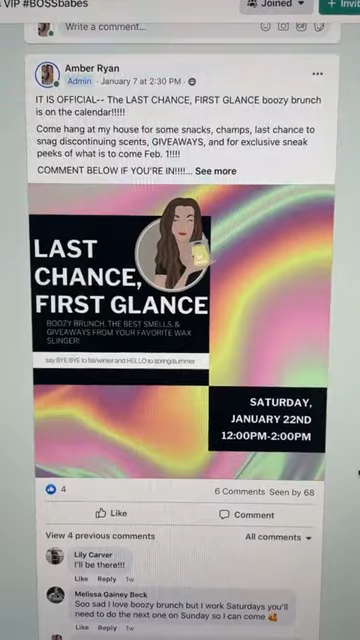 VIP #BOSSbabes
Joined
+ Invit
Write a comment...
Amber Ryan
Admin · January 7 at 2:30 PM ·
IT IS OFFICIAL-- The LAST CHANCE, FIRST GLANCE boozy brunch
is on the calendar!!!!!
Come hang at my house for some snacks, champs, last chance to
snag discontinuing scents, GIVEAWAYS, and for exclusive sneak
peeks of what is to come Feb. 1!!!!
COMMENT BELOW IF YOU'RE IN!!!!... See more
LAST
CHANCE,
FIRST GLANCE
BOOZY BRUNCH, THE BEST SMELLS, &
GIVEAWAYS FROM YOUR FAVORITE WAX
SLINGER!
say BYE BYE to fall/winter and HELLO to spring/summer
SATURDAY,
JANUARY 22ND
12:00PM-2:00PM
4
6 Comments Seen by 68
Like
Comment
View 4 previous comments
All comments
Lily Carver
I'll be there!!!
Like Reply 1w
Melissa Gainey Beck
Soo sad I love boozy brunch but I work Saturdays you'll
need to do the next one on Sunday so I can come 🥰
Like Reply 1w